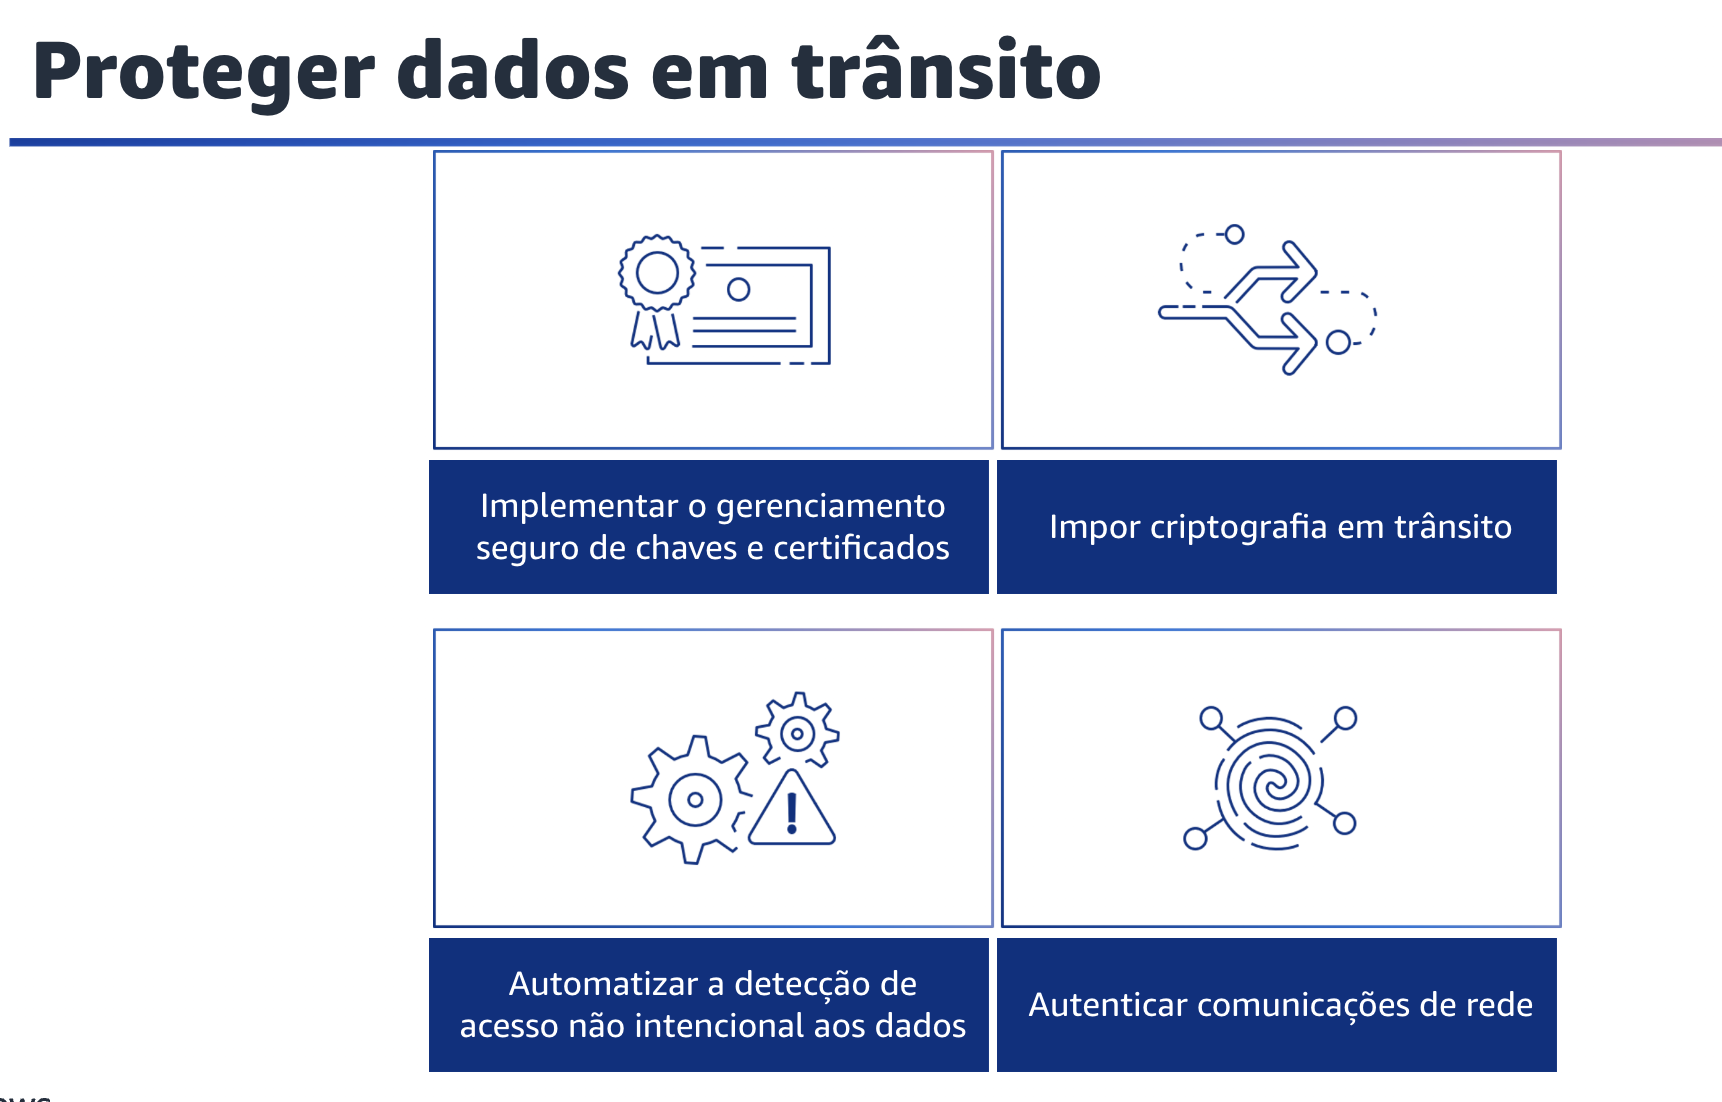 Proteger dados em trânsito
Implementar o gerenciamento
seguro de chaves e certificados
Impor criptografia em trânsito
Automatizar a detecção de
acesso não intencional aos dados
Autenticar comunicações de rede